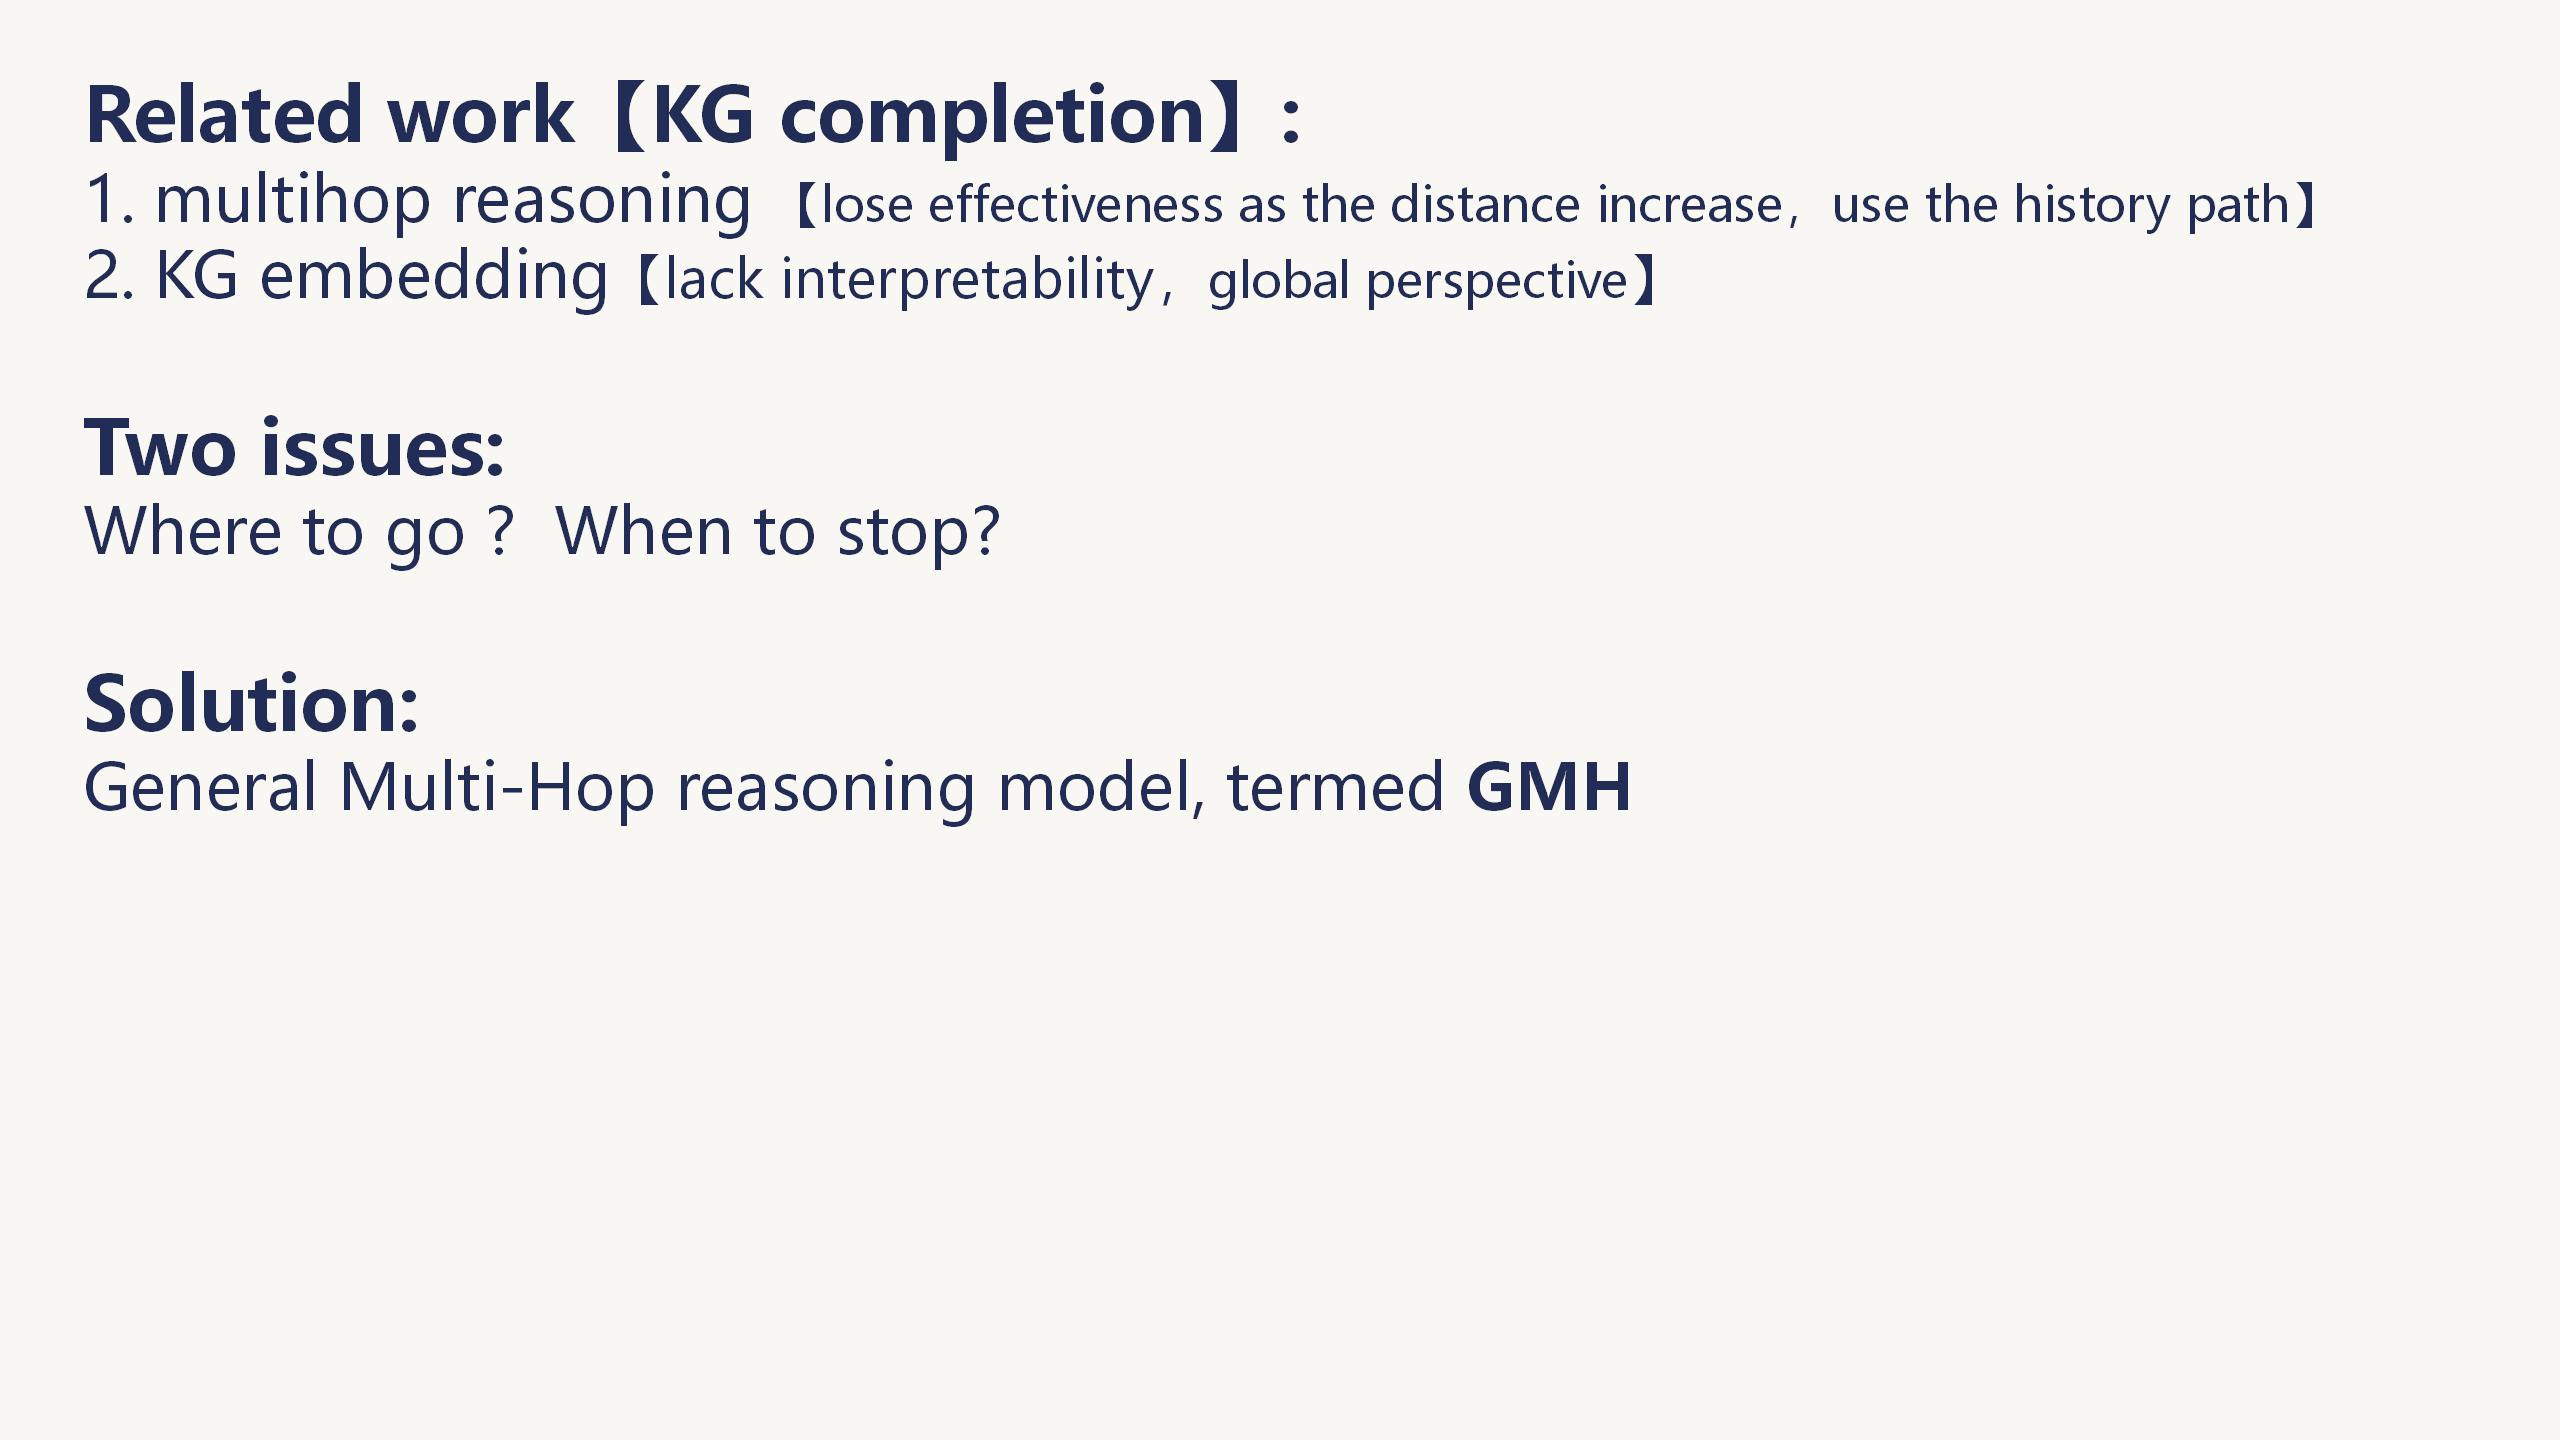 Related work【KG completion】:
1. multihop reasoning 【lose effectiveness as the distance increase，use the history path】
2. KG embedding【lack interpretability，global perspective】
Two issues:
Where to go？ When to stop?
Solution:
General Multi-Hop reasoning model, termed GMH